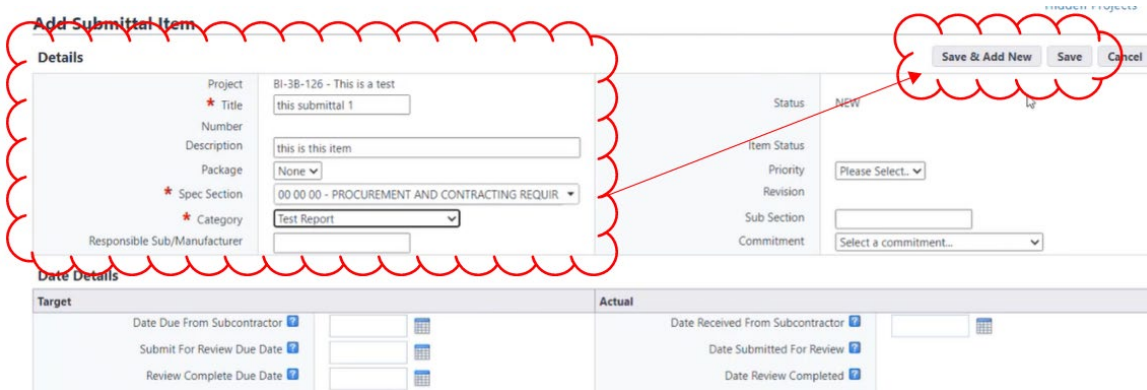 Hidden Projects
Add Submittal Item
Details
Save & Add New Save Cancel
Project BI-3B-126 - This is a test
* Title this submittal 1
Status NEW
Number
Description this is this item
Item Status
Package None
Priority Please Select..
* Spec Section 00 00 00 - PROCUREMENT AND CONTRACTING REQUIR
Revision
* Category Test Report
Sub Section
Responsible Sub/Manufacturer
Commitment Select a commitment...
Date Details
Target Actual
Date Due From Subcontractor ? Date Received From Subcontractor ?
Submit For Review Due Date ? Date Submitted For Review ?
Review Complete Due Date ? Date Review Completed ?